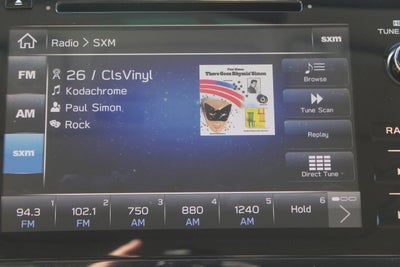 Radio > SXM
sxm
FM
AM
sxm
26 / ClsVinyl
Kodachrome
Paul Simon
Rock
Paul Simon
There Goes Rhymin' Simon
Browse
Tune Scan
Replay
Direct Tune
1 2 3 4 5 6
94.3 102.1 750 880 1240 Hold
FM FM AM AM AM
TUNE
RA